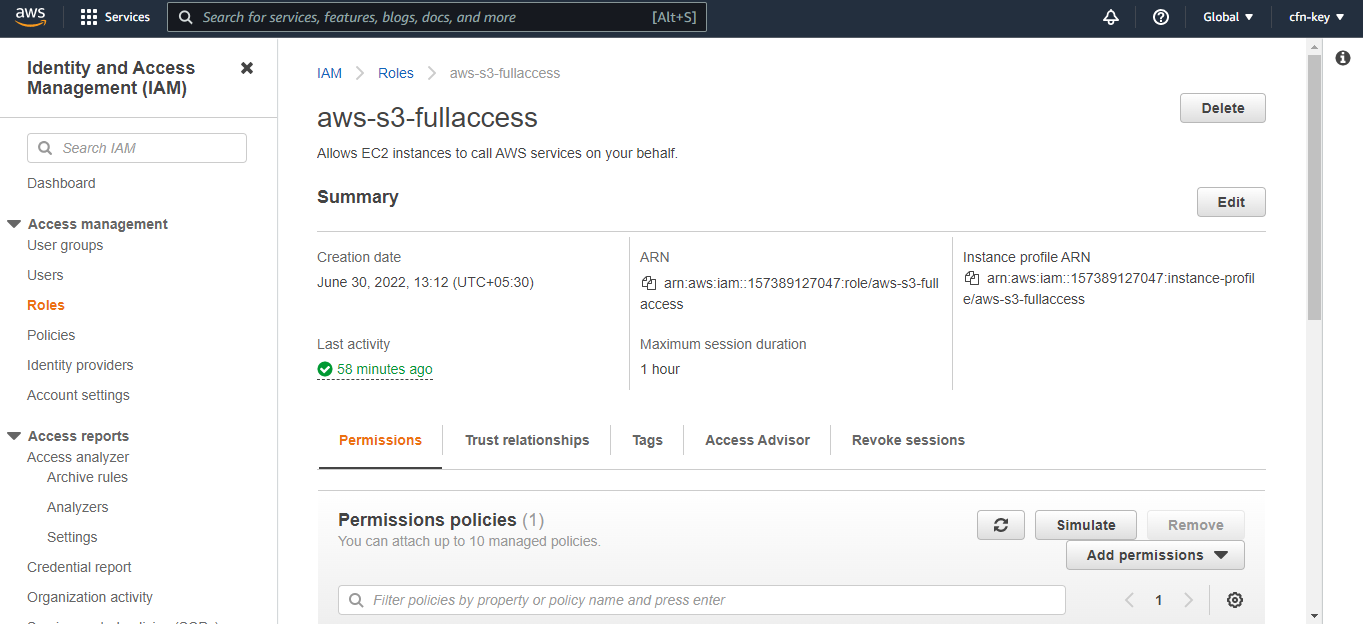 aws
Services
Search for services, features, blogs, docs, and more
[Alt+S]
Global
cfn-key
Identity and Access
Management (IAM)
Search IAM
Dashboard
Access management
User groups
Users
Roles
Policies
Identity providers
Account settings
Access reports
Access analyzer
Archive rules
Analyzers
Settings
Credential report
Organization activity
IAM
Roles
aws-s3-fullaccess
aws-s3-fullaccess
Delete
Allows EC2 instances to call AWS services on your behalf.
Summary
Edit
Creation date
June 30, 2022, 13:12 (UTC+05:30)
ARN
arn:aws:iam::157389127047:role/aws-s3-full
access
Instance profile ARN
arn:aws:iam::157389127047:instance-profil
e/aws-s3-fullaccess
Last activity
58 minutes ago
Maximum session duration
1 hour
Permissions
Trust relationships
Tags
Access Advisor
Revoke sessions
Permissions policies (1)
You can attach up to 10 managed policies.
Simulate
Remove
Add permissions
Filter policies by property or policy name and press enter
1